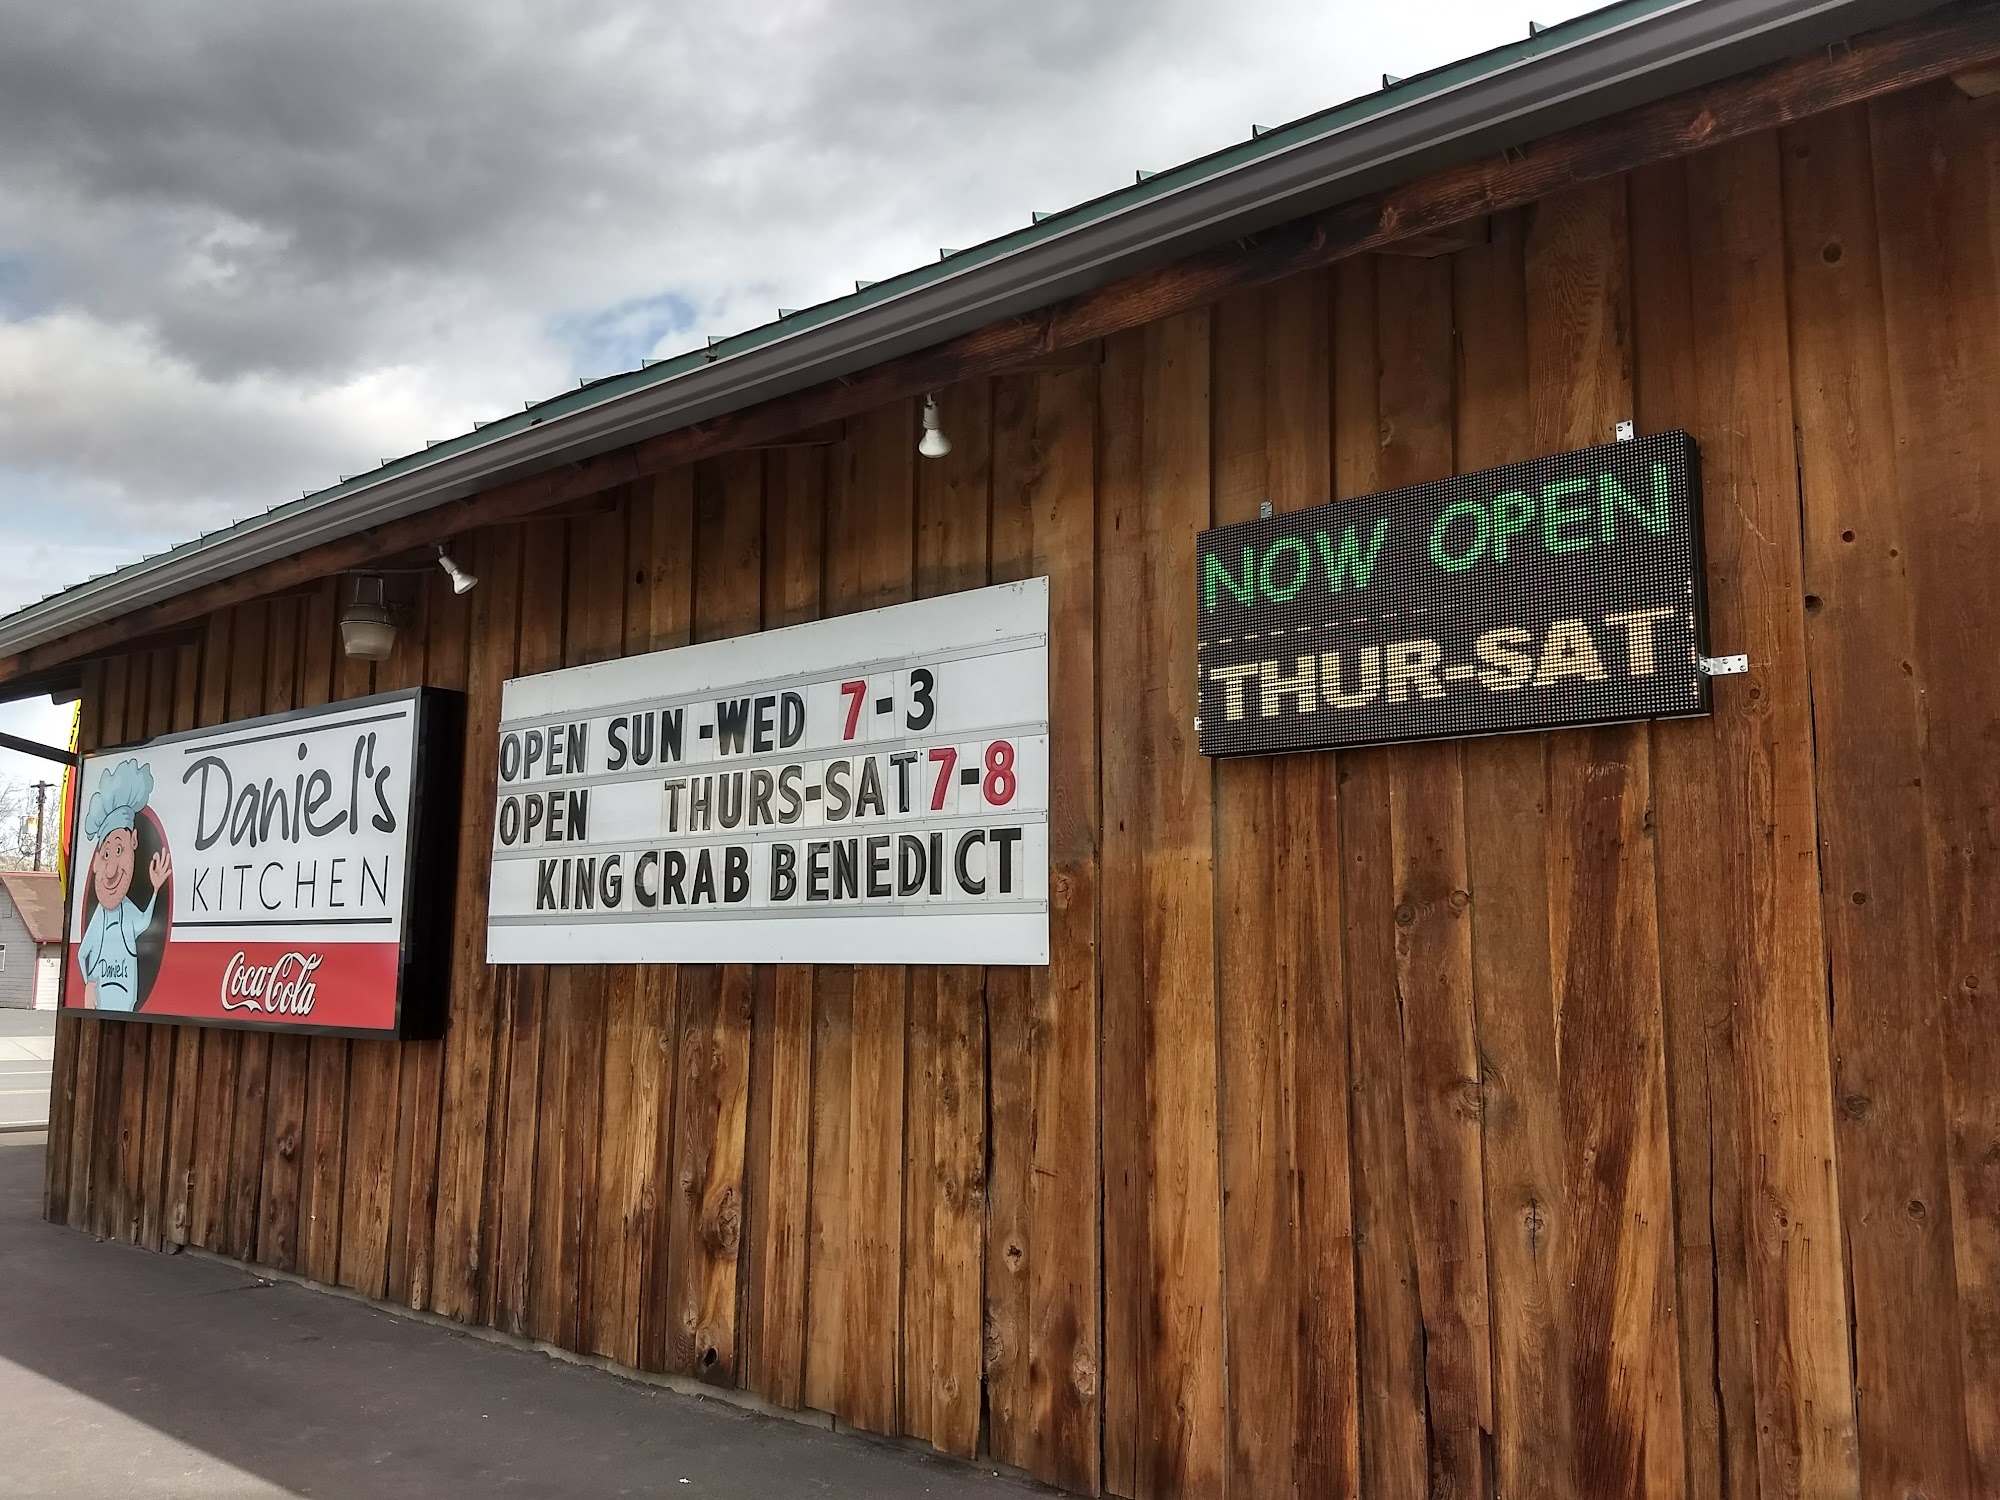 Daniel's
KITCHEN
Daniel's
Coca-Cola
OPEN SUN-WED 7-3
OPEN THURS-SAT 7-8
KING CRAB BENEDICT
NOW OPEN
THUR-SAT